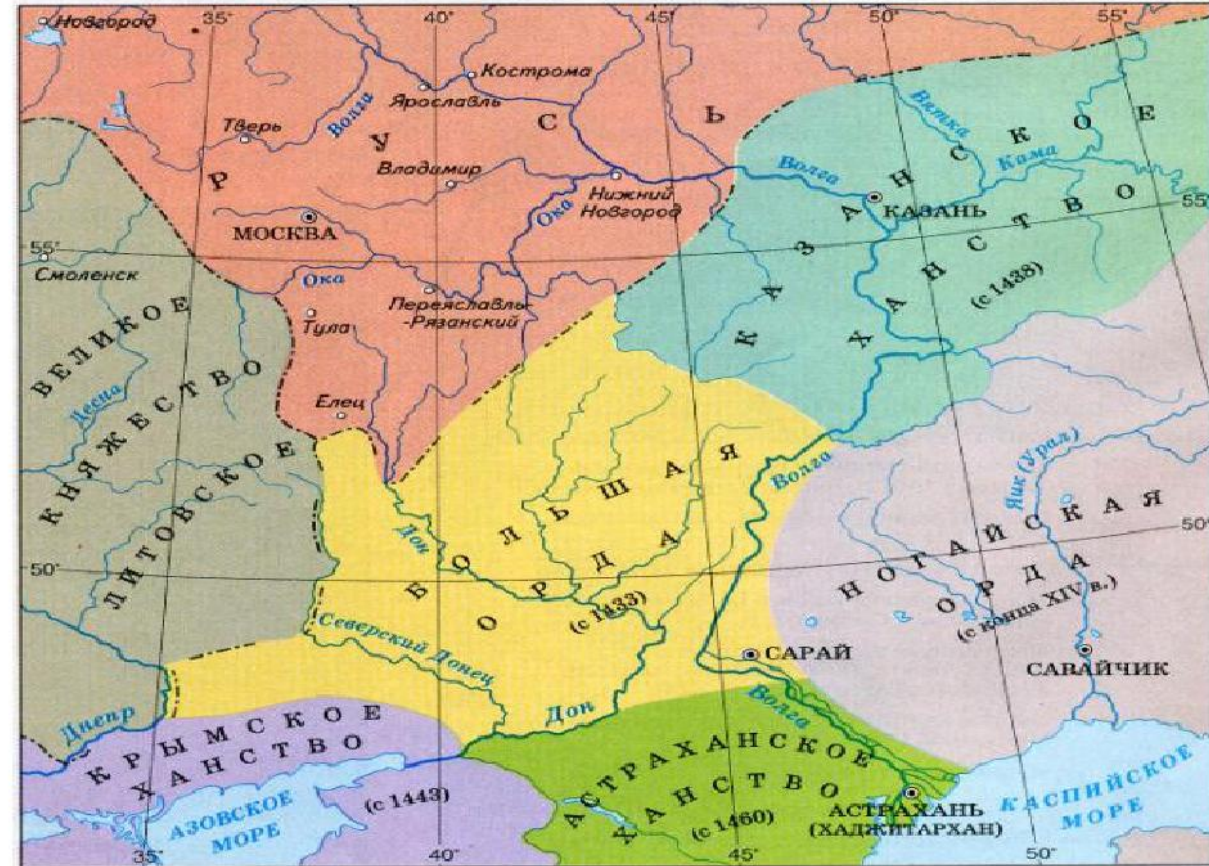 35°
40°
45°
50°
55°
Новгород
Кострома
Ярославль
Тверь
Волга
РУСЬ
Владимир
Нижний
Новгород
Ока
МОСКВА
Волга
Вятка
Кама
КАЗАНЬ
КАЗАНСКОЕ
ХАНСТВО
(с 1438)
55°
55°
Смоленск
Ока
Тула
Переяславль-
-Рязанский
Елец
ВЕЛИКОЕ
КНЯЖЕСТВО
ЛИТОВСКОЕ
Десна
БОЛЬШАЯ
ОРДА
(с 1433)
Дон
Волга
Яик (Урал)
НОГАЙСКАЯ
ОРДА
(с конца XIV в.)
50°
50°
Северский Донец
САРАЙ
САВАЙЧИК
Днепр
Дон
Волга
КРЫМСКОЕ
ХАНСТВО
(с 1443)
АЗОВСКОЕ
МОРЕ
АСТРАХАНСКОЕ
ХАНСТВО
(с 1460)
АСТРАХАНЬ
(ХАДЖИТАРХАН)
КАСПИЙСКОЕ
МОРЕ
35°
40°
45°
50°